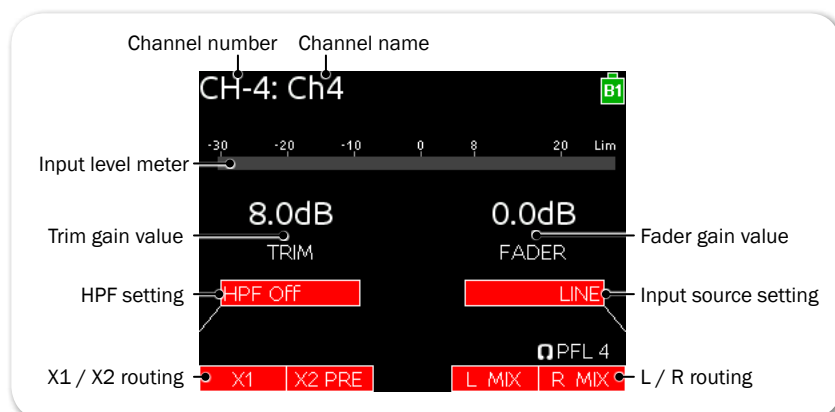 Channel number Channel name
CH-4: Ch4 B1
-30 -20 -10 0 8 20 Lim
Input level meter
8.0dB 0.0dB
Trim gain value Fader gain value
TRIM FADER
HPF setting HPF Off LINE Input source setting
PFL 4
X1 / X2 routing X1 X2 PRE L MIX R MIX L / R routing